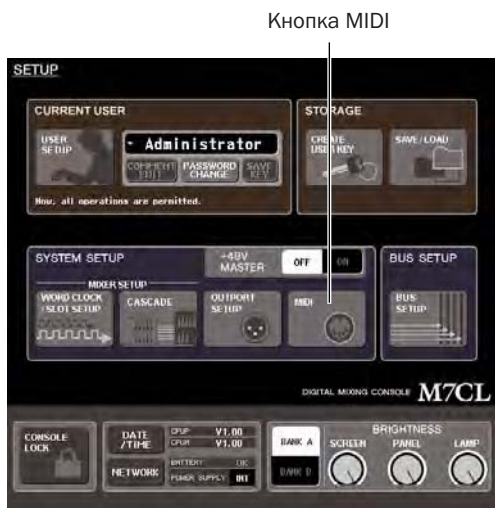 Кнопка MIDI
SETUP
CURRENT USER
STORAGE
USER
SETUP
Administrator
COMMENT
EDIT
PASSWORD
CHANGE
SAVE
KEY
CREATE
USER KEY
SAVE/LOAD
Now, all operations are permitted.
SYSTEM SETUP
+48V
MASTER
OFF
ON
BUS SETUP
MIXER SETUP
WORD CLOCK
/SLOT SETUP
CASCADE
OUTPORT
SETUP
MIDI
BUS
SETUP
DIGITAL MIXING CONSOLE M7CL
CONSOLE
LOCK
DATE
/TIME
CPUP V1.00
CPUM V1.00
NETWORK
BATTERY OK
POWER SUPPLY INT
BANK A
BANK B
BRIGHTNESS
SCREEN
PANEL
LAMP